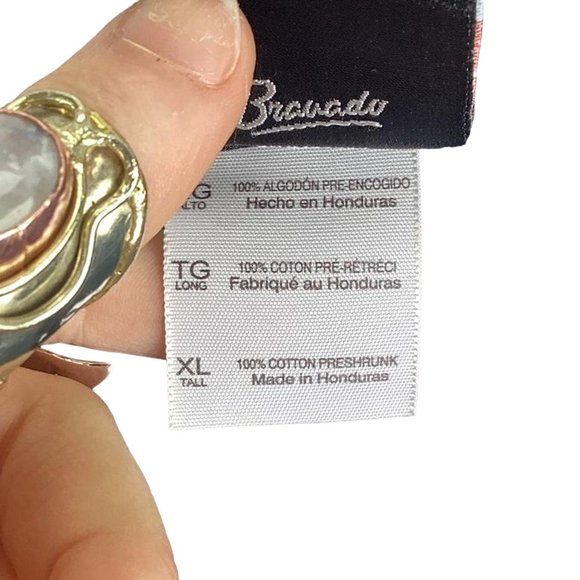 Bravado
G 100% ALGODÓN PRE-ENCOGIDO
ALTO Hecho en Honduras
TG 100% COTON PRÉ-RÉTRÉCI
LONG Fabriqué au Honduras
XL 100% COTTON PRESHRUNK
TALL Made in Honduras